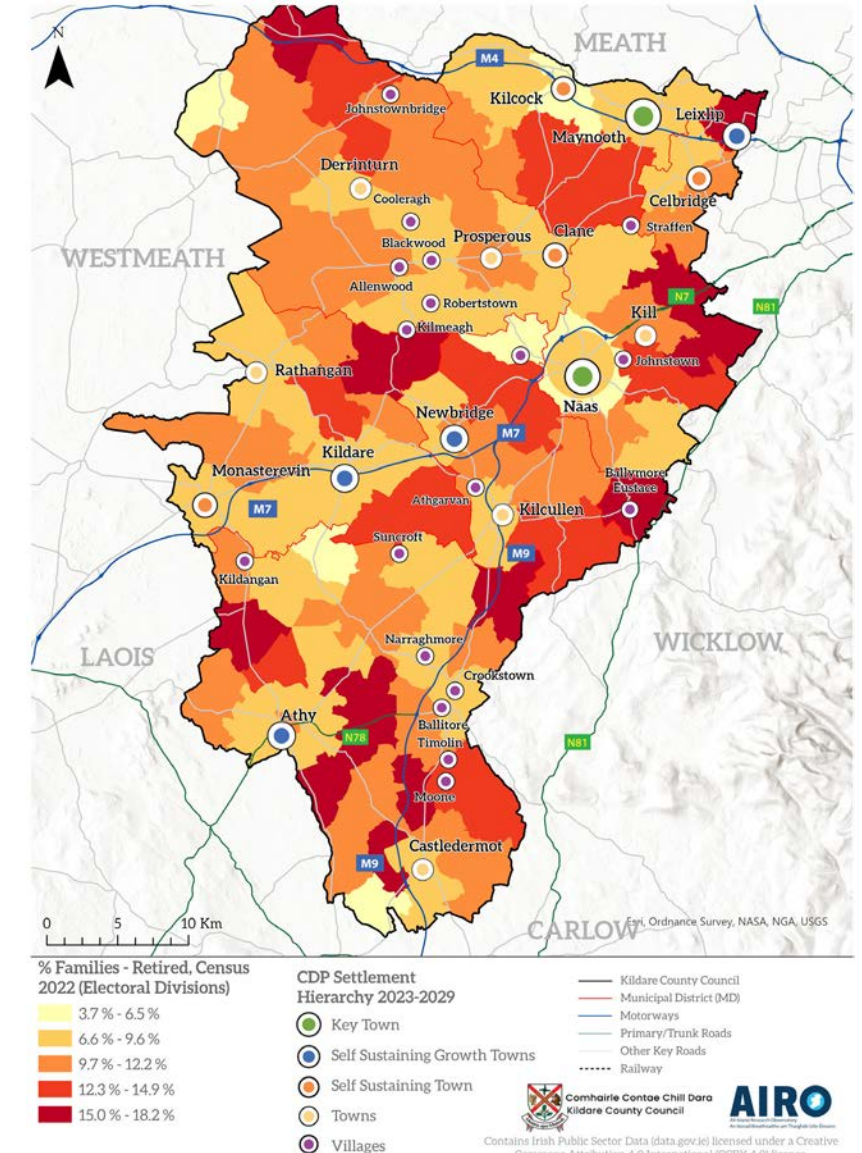 N
MEATH
M4
Kilcock
Johnstownbridge
Leixlip
Maynooth
Derrinturn
Celbridge
Cooleragh
Straffen
Blackwood
Prosperous
Clane
WESTMEATH
Allenwood
N7
N81
Robertstown
Kill
Kilmeagh
Johnstown
Rathangan
Naas
Newbridge
M7
Kildare
Monasterevin
Ballymore
Eustace
Athgarvan
M7
Kilcullen
Suncroft
M9
Kildangan
Narraghmore
WICKLOW
LAOIS
Crookstown
Athy
Ballitore
N78
Timolin
N81
Moone
Castledermot
M9
0 5 10 Km
CARLOW
Esri, Ordnance Survey, NASA, NGA, USGS
% Families - Retired, Census
2022 (Electoral Divisions)
3.7 % - 6.5 %
6.6 % - 9.6 %
9.7 % - 12.2 %
12.3 % - 14.9 %
15.0 % - 18.2 %
CDP Settlement
Hierarchy 2023-2029
Key Town
Self Sustaining Growth Towns
Self Sustaining Town
Towns
Villages
Kildare County Council
Municipal District (MD)
Motorways
Primary/Trunk Roads
Other Key Roads
Railway
Comhairle Contae Chill Dara
Kildare County Council
AIRO
Contains Irish Public Sector Data (data.gov.ie) licensed under a Creative